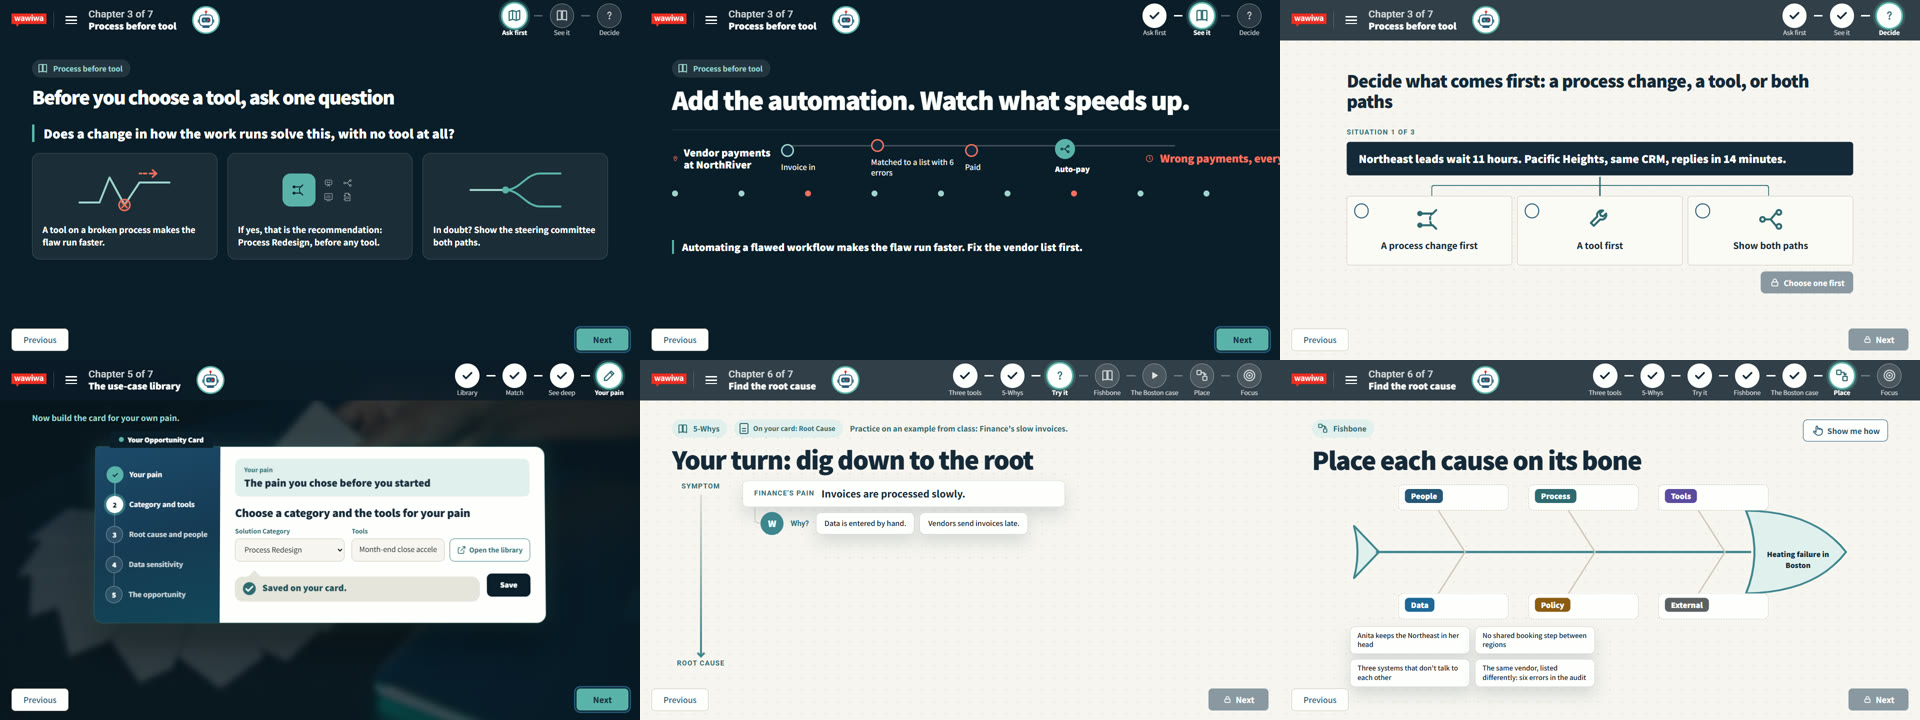 wawiwa
Chapter 3 of 7
Process before tool
Ask first
See it
?
Decide
Process before tool
Before you choose a tool, ask one question
Does a change in how the work runs solve this, with no tool at all?
A tool on a broken process makes the
flaw run faster.
If yes, that is the recommendation:
Process Redesign, before any tool.
In doubt? Show the steering committee
both paths.
Previous
Next
wawiwa
Chapter 3 of 7
Process before tool
Ask first
See it
?
Decide
Process before tool
Add the automation. Watch what speeds up.
Vendor payments
at NorthRiver
Invoice in
Matched to a list with 6
errors
Paid
Auto-pay
Wrong payments, every
Automating a flawed workflow makes the flaw run faster. Fix the vendor list first.
Previous
Next
wawiwa
Chapter 3 of 7
Process before tool
Ask first
See it
?
Decide
Decide what comes first: a process change, a tool, or both
paths
SITUATION 1 OF 3
Northeast leads wait 11 hours. Pacific Heights, same CRM, replies in 14 minutes.
A process change first
A tool first
Show both paths
Choose one first
Previous
Next
wawiwa
Chapter 5 of 7
The use-case library
Library
Match
See deep
Your pain
Now build the card for your own pain.
Your Opportunity Card
Your pain
2 Category and tools
3 Root cause and people
4 Data sensitivity
5 The opportunity
Your pain
The pain you chose before you started
Choose a category and the tools for your pain
Solution Category
Tools
Process Redesign
Month-end close accele
Open the library
Saved on your card.
Save
Previous
Next
wawiwa
Chapter 6 of 7
Find the root cause
Three tools
5-Whys
?
Try it
Fishbone
The Boston case
Place
Focus
5-Whys
On your card: Root Cause
Practice on an example from class: Finance's slow invoices.
Your turn: dig down to the root
SYMPTOM
FINANCE'S PAIN Invoices are processed slowly.
W
Why?
Data is entered by hand.
Vendors send invoices late.
ROOT CAUSE
Previous
Next
wawiwa
Chapter 6 of 7
Find the root cause
Three tools
5-Whys
Try it
Fishbone
The Boston case
Place
Focus
Fishbone
Show me how
Place each cause on its bone
People
Process
Tools
Heating failure in
Boston
Data
Policy
External
Anita keeps the Northeast in her
head
No shared booking step between
regions
Three systems that don't talk to
each other
The same vendor, listed
differently: six errors in the audit
Previous
Next